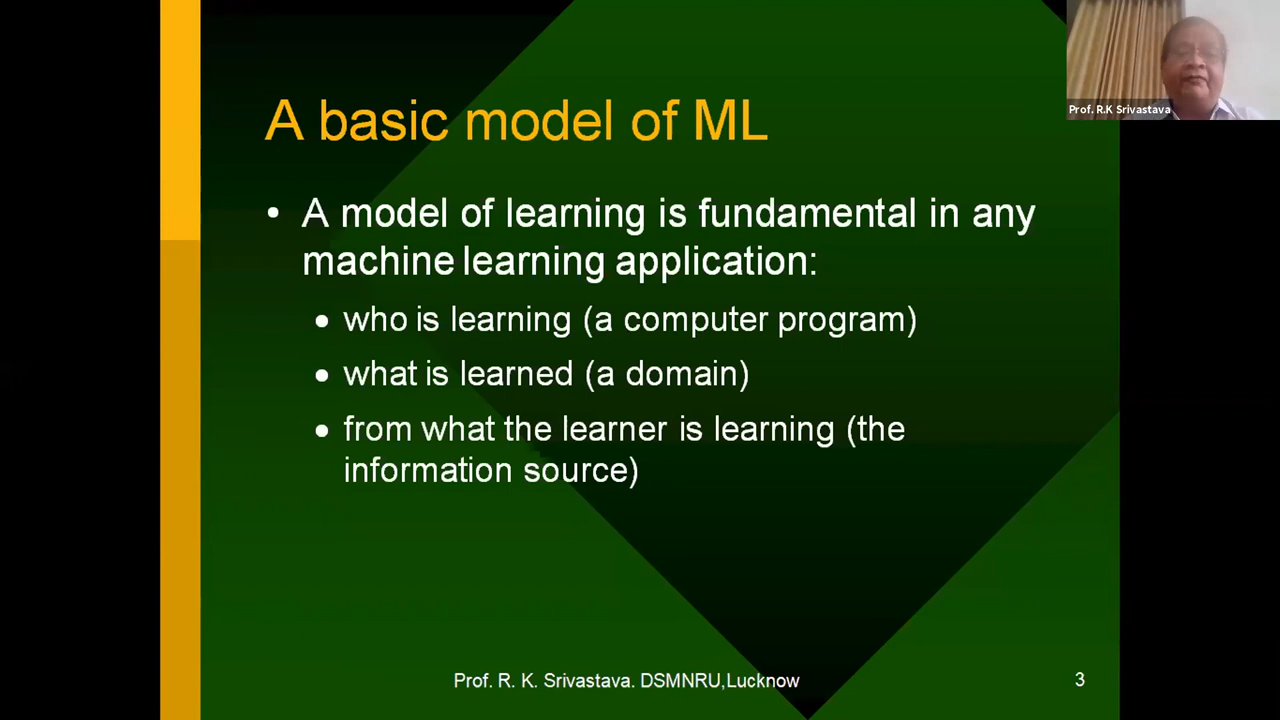 Prof. R.K Srivastava
A basic model of ML
• A model of learning is fundamental in any
machine learning application:
• who is learning (a computer program)
• what is learned (a domain)
• from what the learner is learning (the
information source)
Prof. R. K. Srivastava. DSMNRU,Lucknow
3